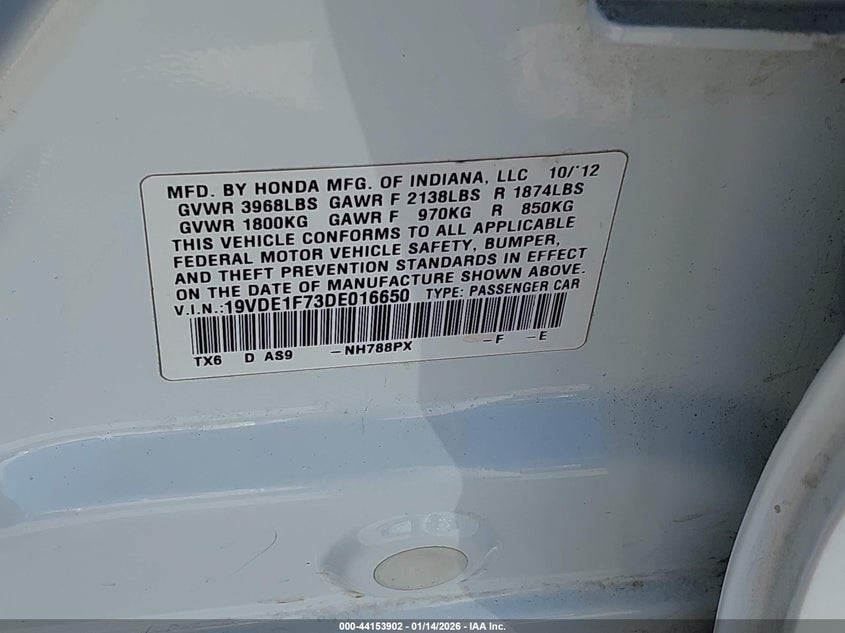 MFD. BY HONDA MFG. OF INDIANA, LLC 10/'12
GVWR 3968LBS GAWR F 2138LBS R 1874LBS
GVWR 1800KG GAWR F 970KG R 850KG
THIS VEHICLE CONFORMS TO ALL APPLICABLE
FEDERAL MOTOR VEHICLE SAFETY, BUMPER,
AND THEFT PREVENTION STANDARDS IN EFFECT
ON THE DATE OF MANUFACTURE SHOWN ABOVE.
V.I.N.:19VDE1F73DE016650 TYPE: PASSENGER CAR
TX6 D AS9 –NH788PX –F –E
000-44153902 - 01/14/2026 - IAA Inc.